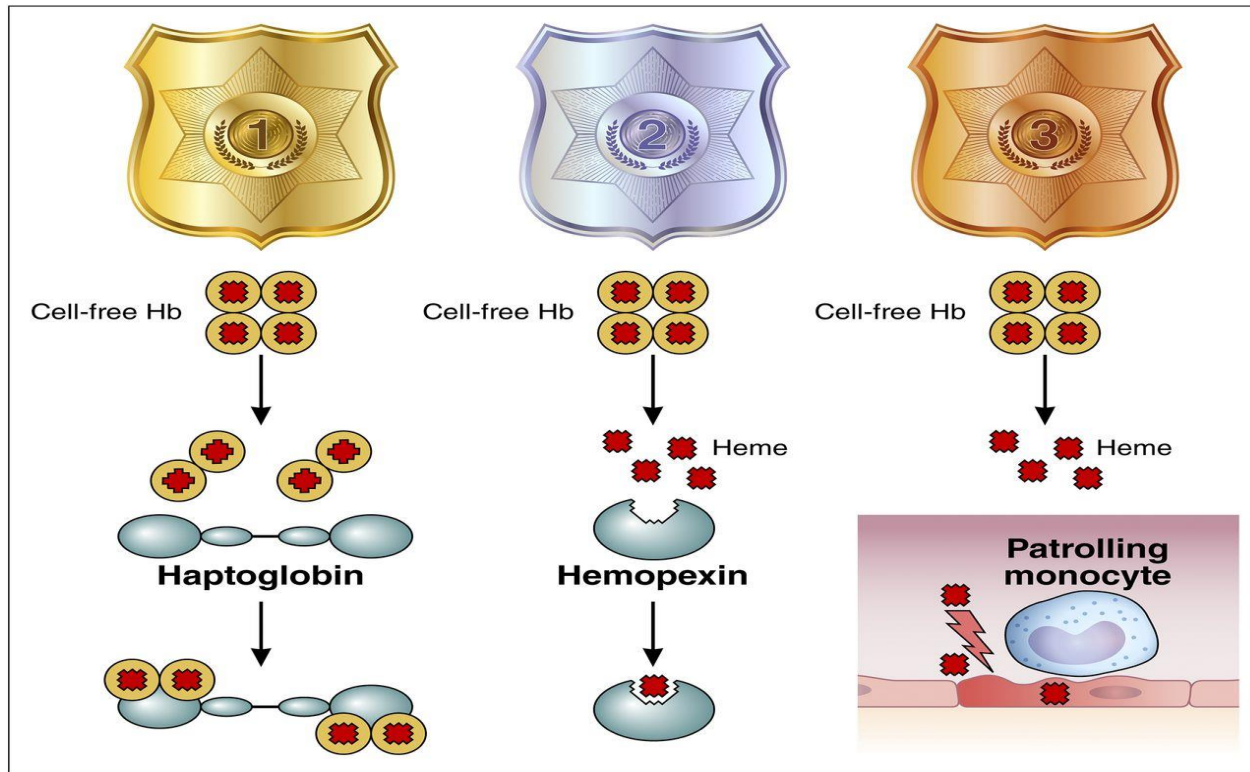 1
2
3
Cell-free Hb
Cell-free Hb
Cell-free Hb
Heme
Heme
Haptoglobin
Hemopexin
Patrolling
monocyte